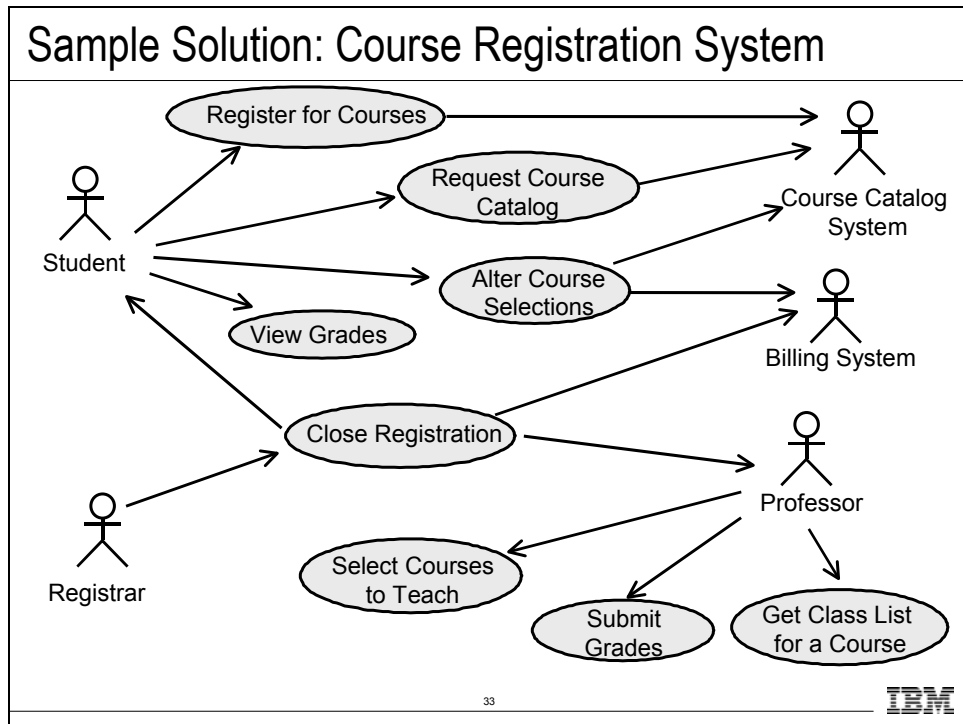 Sample Solution: Course Registration System
Register for Courses
Request Course
Catalog
Course Catalog
System
Student
Alter Course
Selections
View Grades
Billing System
Close Registration
Professor
Registrar
Select Courses
to Teach
Submit
Grades
Get Class List
for a Course
33
IBM